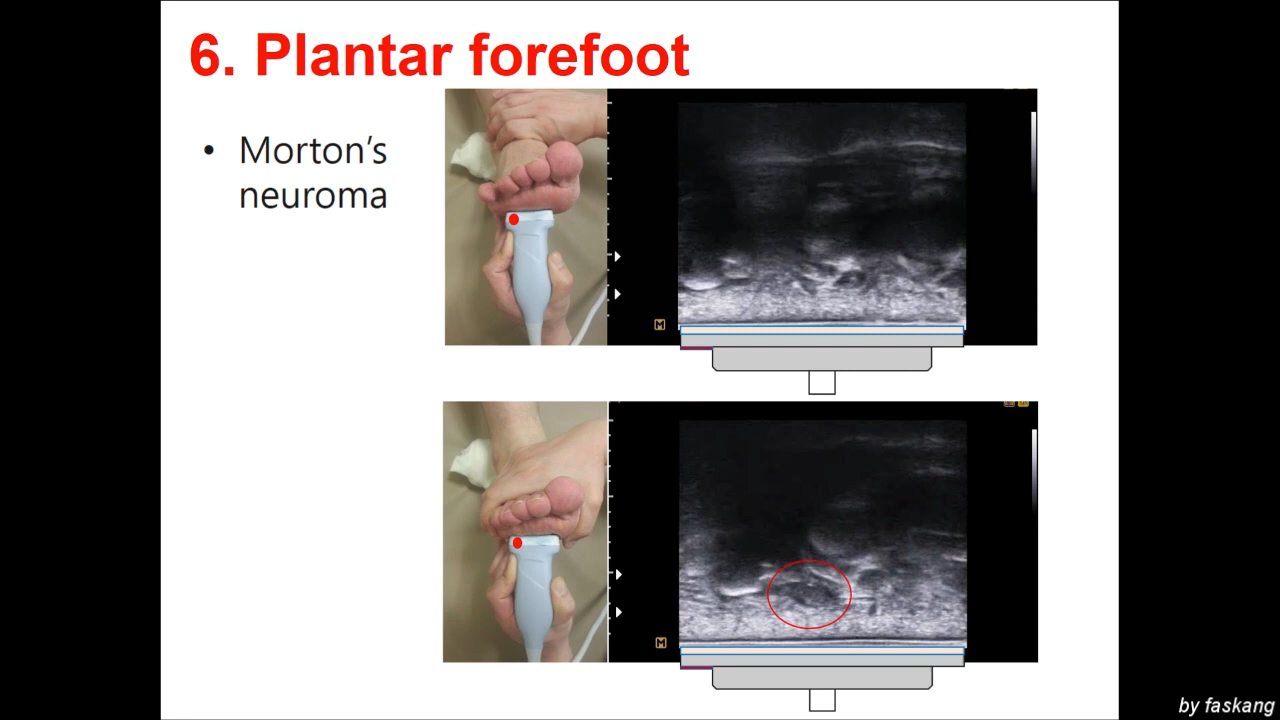 6. Plantar forefoot
• Morton's
neuroma
M
M
by faskang